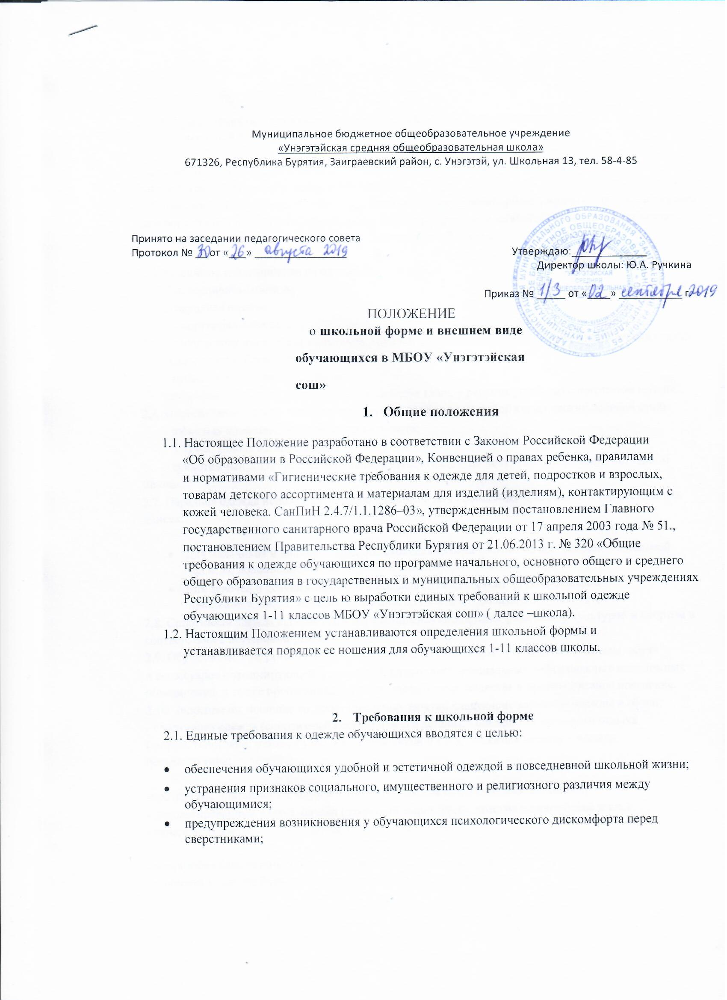 Муниципальное бюджетное общеобразовательное учреждение
«Унэгэтэйская средняя общеобразовательная школа»
671326, Республика Бурятия, Заиграевский район, с. Унэгэтэй, ул. Школьная 13, тел. 58-4-85
Принято на заседании педагогического совета
Протокол № 30 от «26» августа 2019
Утверждаю:
Директор школы: Ю.А. Ручкина
Приказ № 1/3 от «02» сентября г. 2019
ПОЛОЖЕНИЕ
о школьной форме и внешнем виде
обучающихся в МБОУ «Унэгэтэйская
сош»
1. Общие положения
1.1. Настоящее Положение разработано в соответствии с Законом Российской Федерации
«Об образовании в Российской Федерации», Конвенцией о правах ребенка, правилами
и нормативами «Гигиенические требования к одежде для детей, подростков и взрослых,
товарам детского ассортимента и материалам для изделий (изделиям), контактирующим с
кожей человека. СанПиН 2.4.7/1.1.1286–03», утвержденным постановлением Главного
государственного санитарного врача Российской Федерации от 17 апреля 2003 года № 51.,
постановлением Правительства Республики Бурятия от 21.06.2013 г. № 320 «Общие
требования к одежде обучающихся по программе начального, основного общего и среднего
общего образования в государственных и муниципальных общеобразовательных учреждениях
Республики Бурятия» с цель ю выработки единых требований к школьной одежде
обучающихся 1-11 классов МБОУ «Унэгэтэйская сош» ( далее –школа).
1.2. Настоящим Положением устанавливаются определения школьной формы и
устанавливается порядок ее ношения для обучающихся 1-11 классов школы.
2. Требования к школьной форме
2.1. Единые требования к одежде обучающихся вводятся с целью:
• обеспечения обучающихся удобной и эстетичной одеждой в повседневной школьной жизни;
• устранения признаков социального, имущественного и религиозного различия между
обучающимися;
• предупреждения возникновения у обучающихся психологического дискомфорта перед
сверстниками;